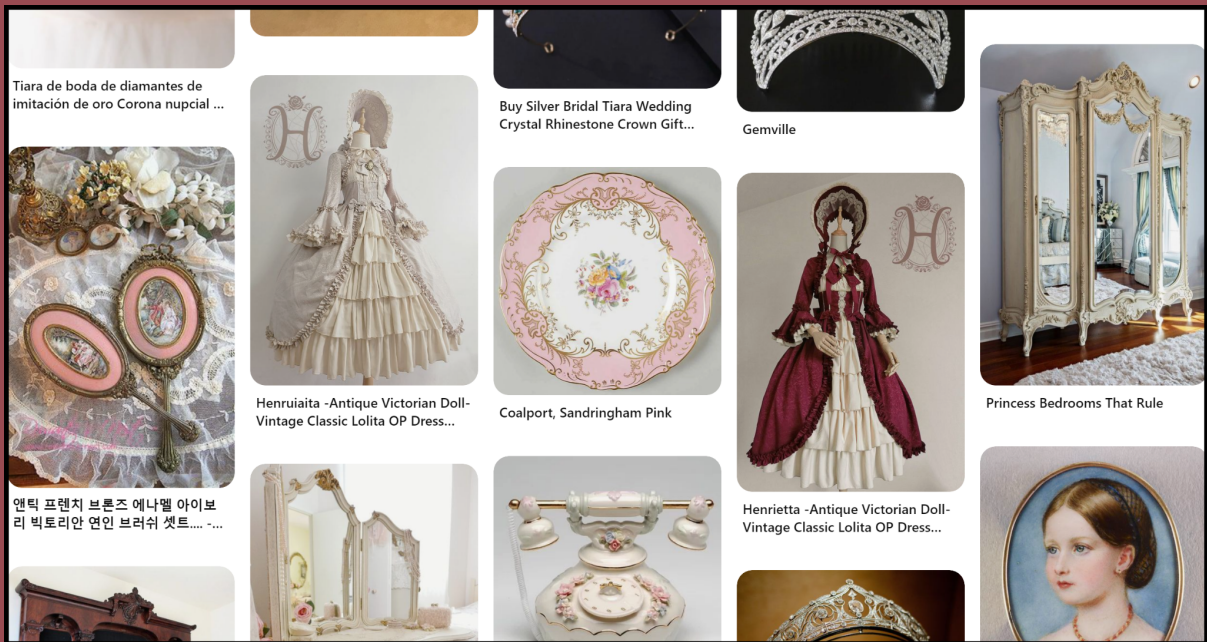 Tiara de boda de diamantes de
imitación de oro Corona nupcial ...
앤틱 프렌치 브론즈 에나멜 아이보
리 빅토리안 연인 브러쉬 셋트.... -...
H
Henruiaita -Antique Victorian Doll-
Vintage Classic Lolita OP Dress...
Buy Silver Bridal Tiara Wedding
Crystal Rhinestone Crown Gift...
Coalport, Sandringham Pink
Gemville
H
Henrietta -Antique Victorian Doll-
Vintage Classic Lolita OP Dress...
Princess Bedrooms That Rule